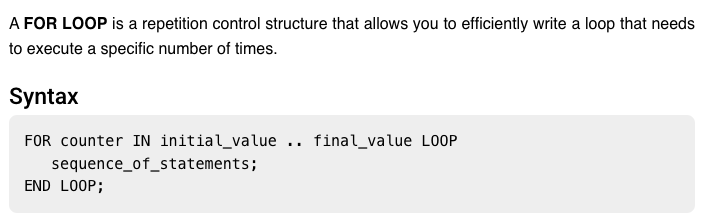 A FOR LOOP is a repetition control structure that allows you to efficiently write a loop that needs
to execute a specific number of times.
Syntax
FOR counter IN initial_value .. final_value LOOP
   sequence_of_statements;
END LOOP;